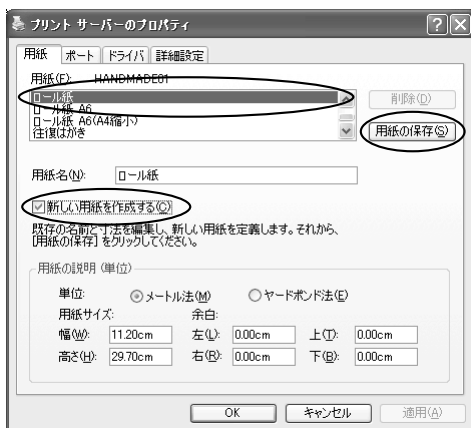 プリント サーバーのプロパティ
用紙 ポート ドライバ 詳細設定
用紙(F): HANDMADE01
ロール紙
ロール紙 A6
ロール紙 A6(A4縮小)
往復はがき
削除(D)
用紙の保存(S)
用紙名(N): ロール紙
新しい用紙を作成する(C)
既存の名前と寸法を編集し、新しい用紙を定義します。それから、
[用紙の保存] をクリックしてください。
用紙の説明 (単位)
単位: メートル法(M) ヤードポンド法(E)
用紙サイズ: 余白:
幅(W): 11.20cm 左(L): 0.00cm 上(T): 0.00cm
高さ(H): 29.70cm 右(R): 0.00cm 下(B): 0.00cm
OK キャンセル 適用(A)